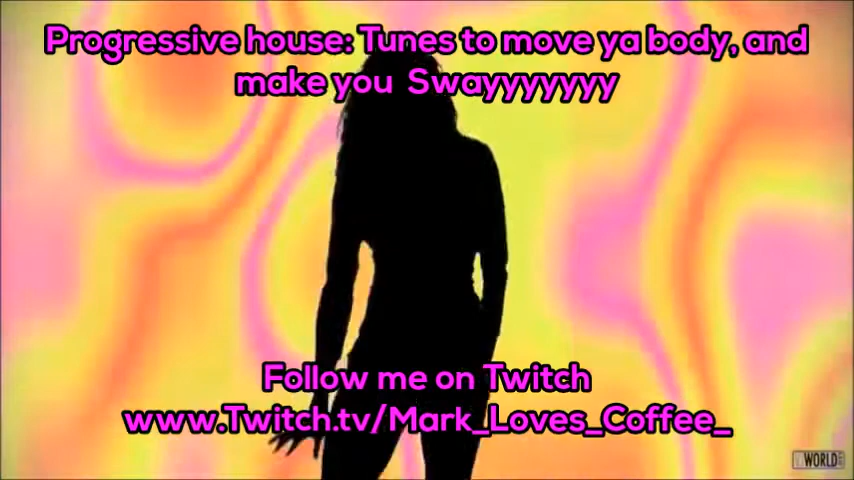 Progressive house: Tunes to move ya body, and
make you Swayyyyyyy
Follow me on Twitch
www.Twitch.tv/Mark_Loves_Coffee_
WORLD